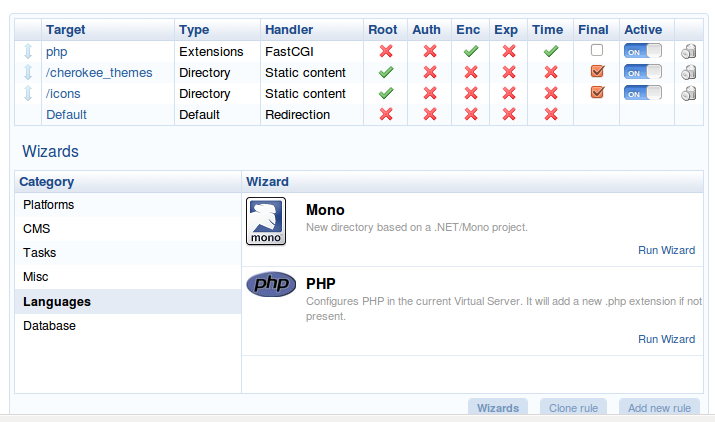 Target Type Handler Root Auth Enc Exp Time Final Active
php Extensions FastCGI ON
/cherokee_themes Directory Static content ON
/icons Directory Static content ON
Default Default Redirection
Wizards
Category Wizard
Platforms
CMS
Tasks
Misc
Languages
Database
mono
Mono
New directory based on a .NET/Mono project.
Run Wizard
php
PHP
Configures PHP in the current Virtual Server. It will add a new .php extension if not
present.
Run Wizard
Wizards Clone rule Add new rule